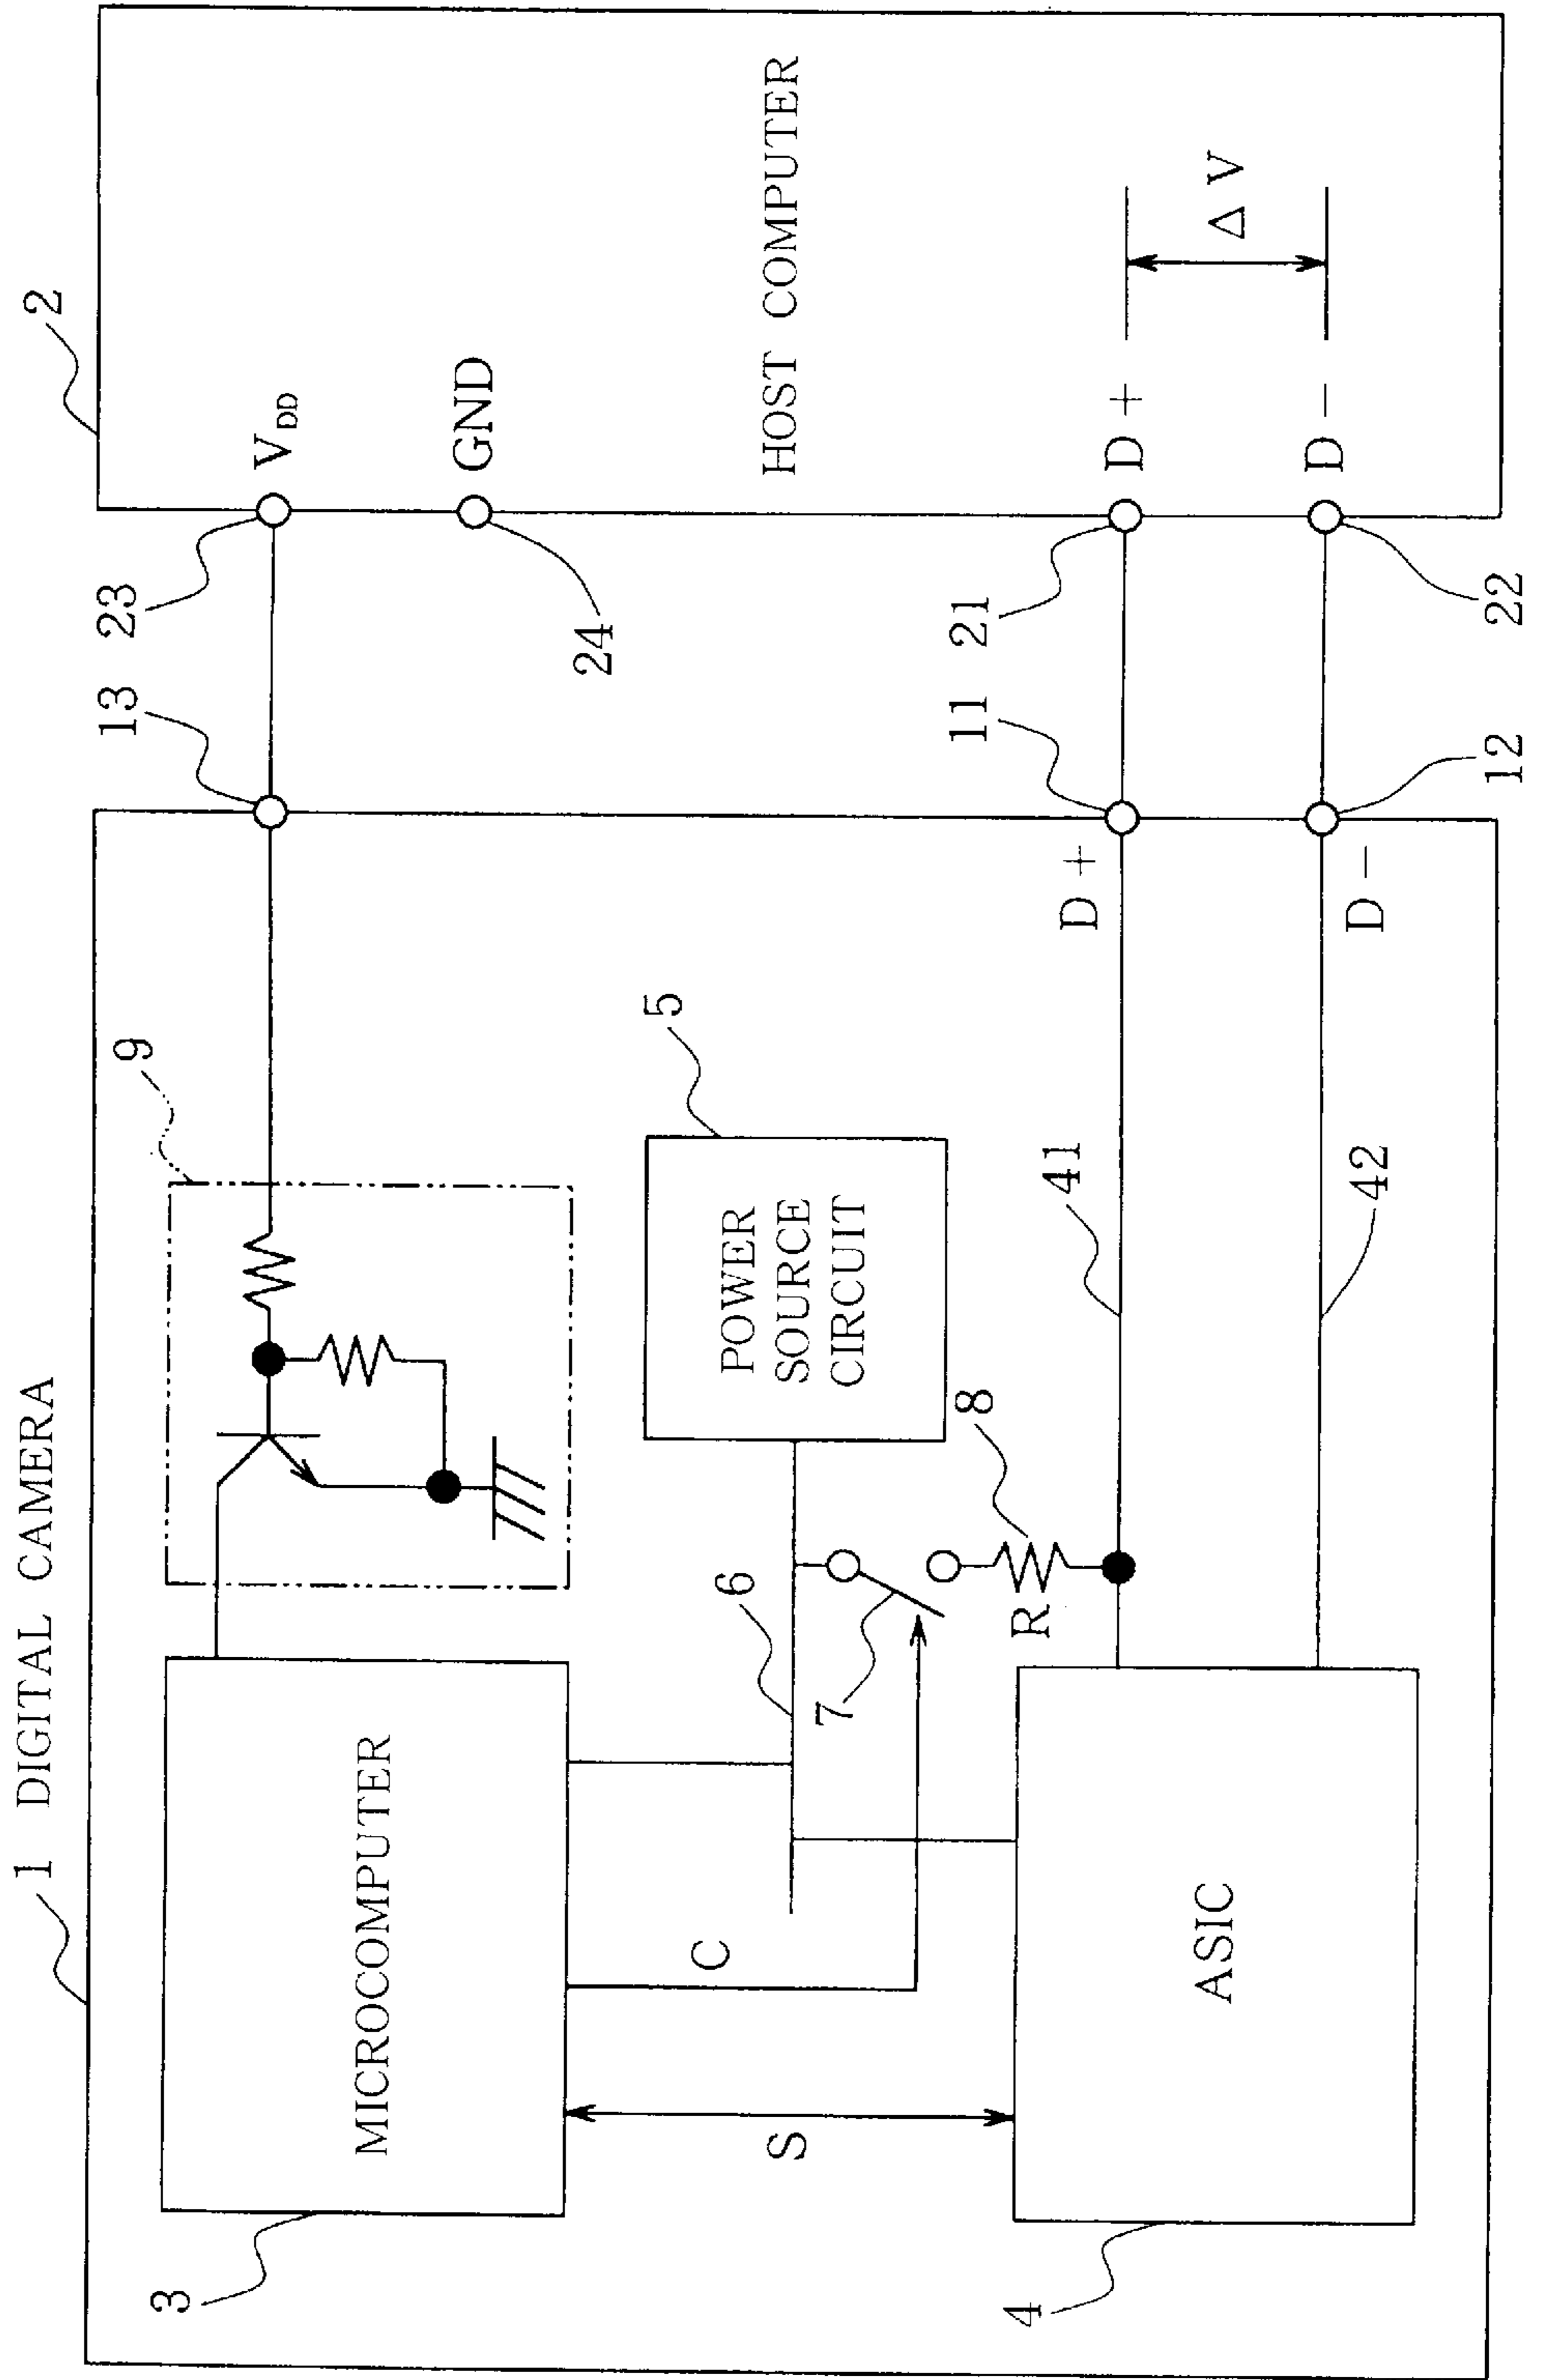 1 DIGITAL CAMERA
2
3
MICROCOMPUTER
9
13
23
V_DD
GND
24
HOST COMPUTER
S
C
6
7
POWER
SOURCE
CIRCUIT
5
R
8
4
ASIC
41
42
D+
D−
11
12
21
22
D+
D−
ΔV